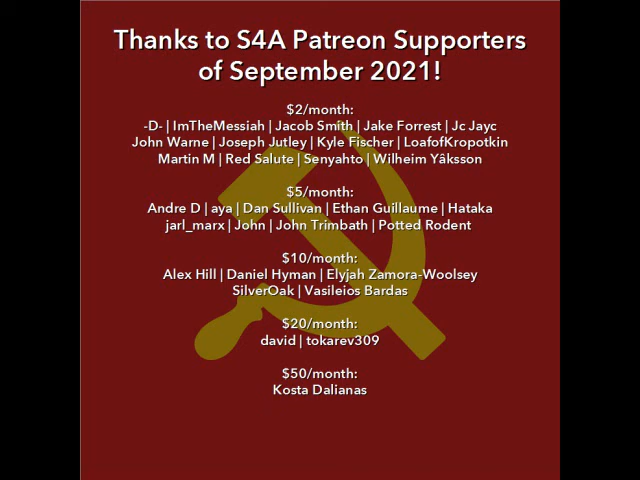 Thanks to S4A Patreon Supporters
of September 2021!
$2/month:
-D- | ImTheMessiah | Jacob Smith | Jake Forrest | Jc Jayc
John Warne | Joseph Jutley | Kyle Fischer | LoafofKropotkin
Martin M | Red Salute | Senyahto | Wilheim Yâksson
$5/month:
Andre D | aya | Dan Sullivan | Ethan Guillaume | Hataka
jarl_marx | John | John Trimbath | Potted Rodent
$10/month:
Alex Hill | Daniel Hyman | Elyjah Zamora-Woolsey
SilverOak | Vasileios Bardas
$20/month:
david | tokarev309
$50/month:
Kosta Dalianas